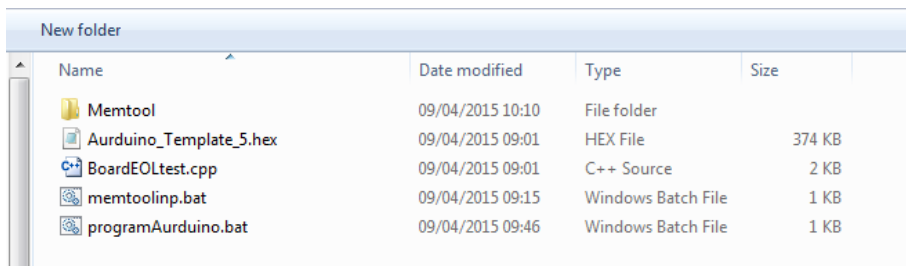 New folder
Name Date modified Type Size
Memtool 09/04/2015 10:10 File folder
Aurduino_Template_5.hex 09/04/2015 09:01 HEX File 374 KB
BoardEOLtest.cpp 09/04/2015 09:01 C++ Source 2 KB
memtoolinp.bat 09/04/2015 09:15 Windows Batch File 1 KB
programAurduino.bat 09/04/2015 09:46 Windows Batch File 1 KB